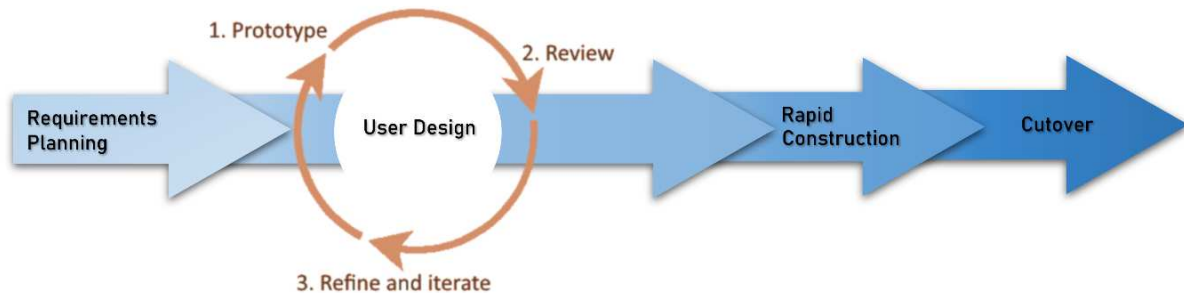 1. Prototype
2. Review
Requirements
Planning
User Design
Rapid
Construction
Cutover
3. Refine and iterate